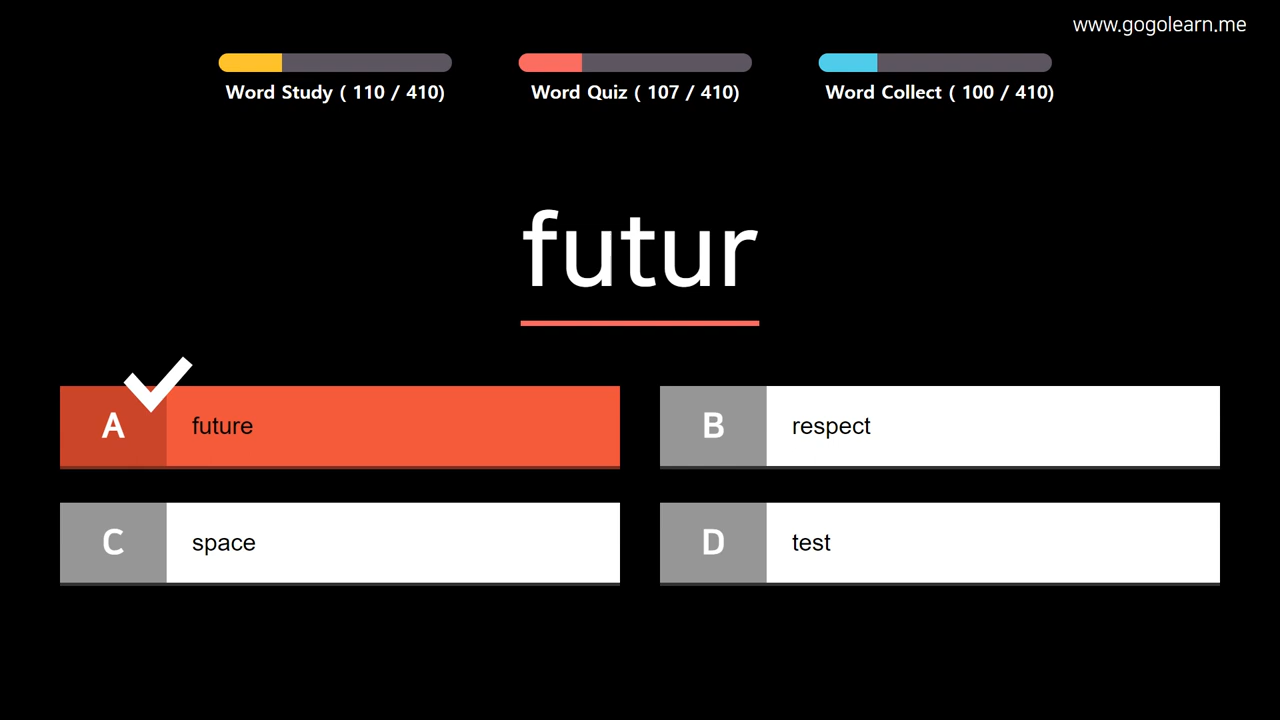 www.gogolearn.me
Word Study ( 110 / 410)
Word Quiz ( 107 / 410)
Word Collect ( 100 / 410)
futur
A future
B respect
C space
D test